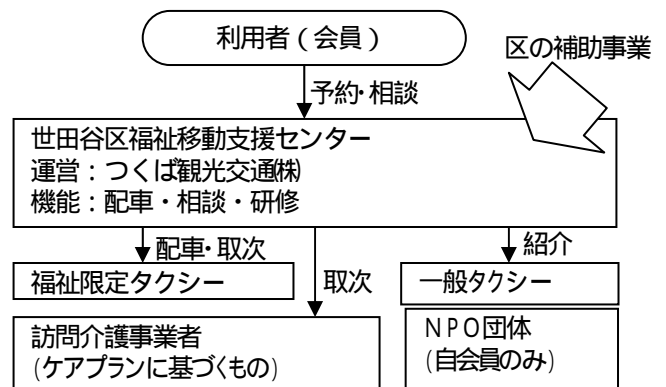 利用者(会員)
区の補助事業
予約・相談
世田谷区福祉移動支援センター
運営:つくば観光交通㈱
機能:配車・相談・研修
配車・取次
取次
紹介
福祉限定タクシー
一般タクシー
訪問介護事業者
(ケアプランに基づくもの)
NPO団体
(自会員のみ)